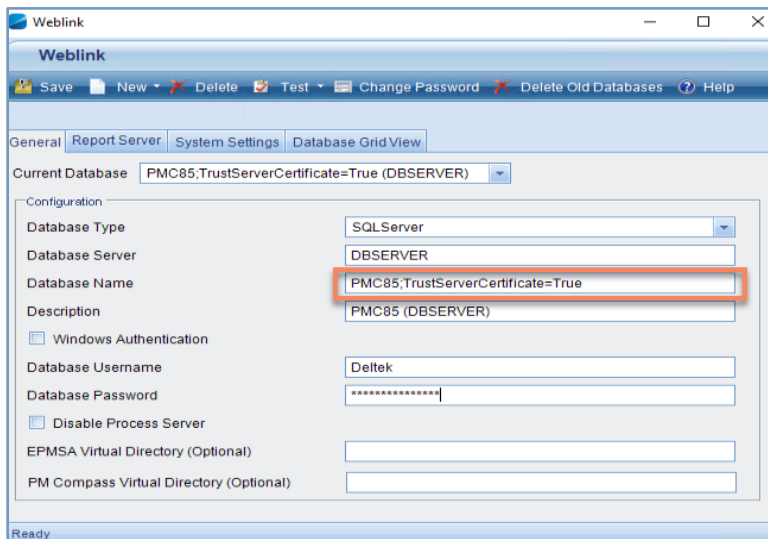 Weblink
Weblink
Save New Delete Test Change Password Delete Old Databases Help
General Report Server System Settings Database Grid View
Current Database PMC85;TrustServerCertificate=True (DBSERVER)
Configuration
Database Type SQLServer
Database Server DBSERVER
Database Name PMC85;TrustServerCertificate=True
Description PMC85 (DBSERVER)
Windows Authentication
Database Username Deltek
Database Password ***************
Disable Process Server
EPMSA Virtual Directory (Optional)
PM Compass Virtual Directory (Optional)
Ready